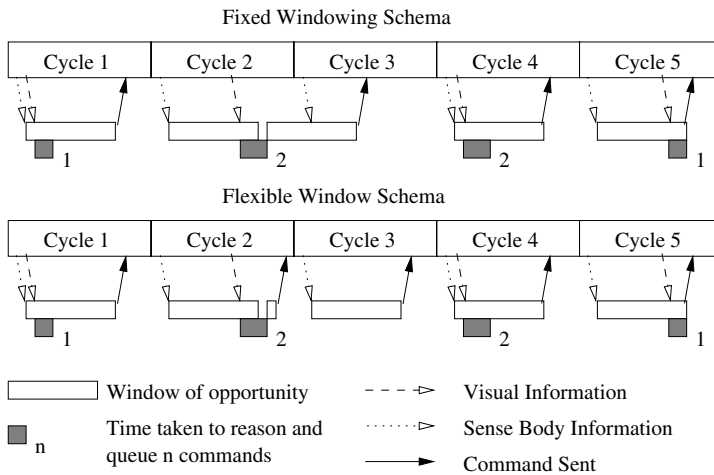 Fixed Windowing Schema
Cycle 1 Cycle 2 Cycle 3 Cycle 4 Cycle 5
1 2 2 1
Flexible Window Schema
Cycle 1 Cycle 2 Cycle 3 Cycle 4 Cycle 5
1 2 2 1
Window of opportunity
n
Time taken to reason and
queue n commands
Visual Information
Sense Body Information
Command Sent